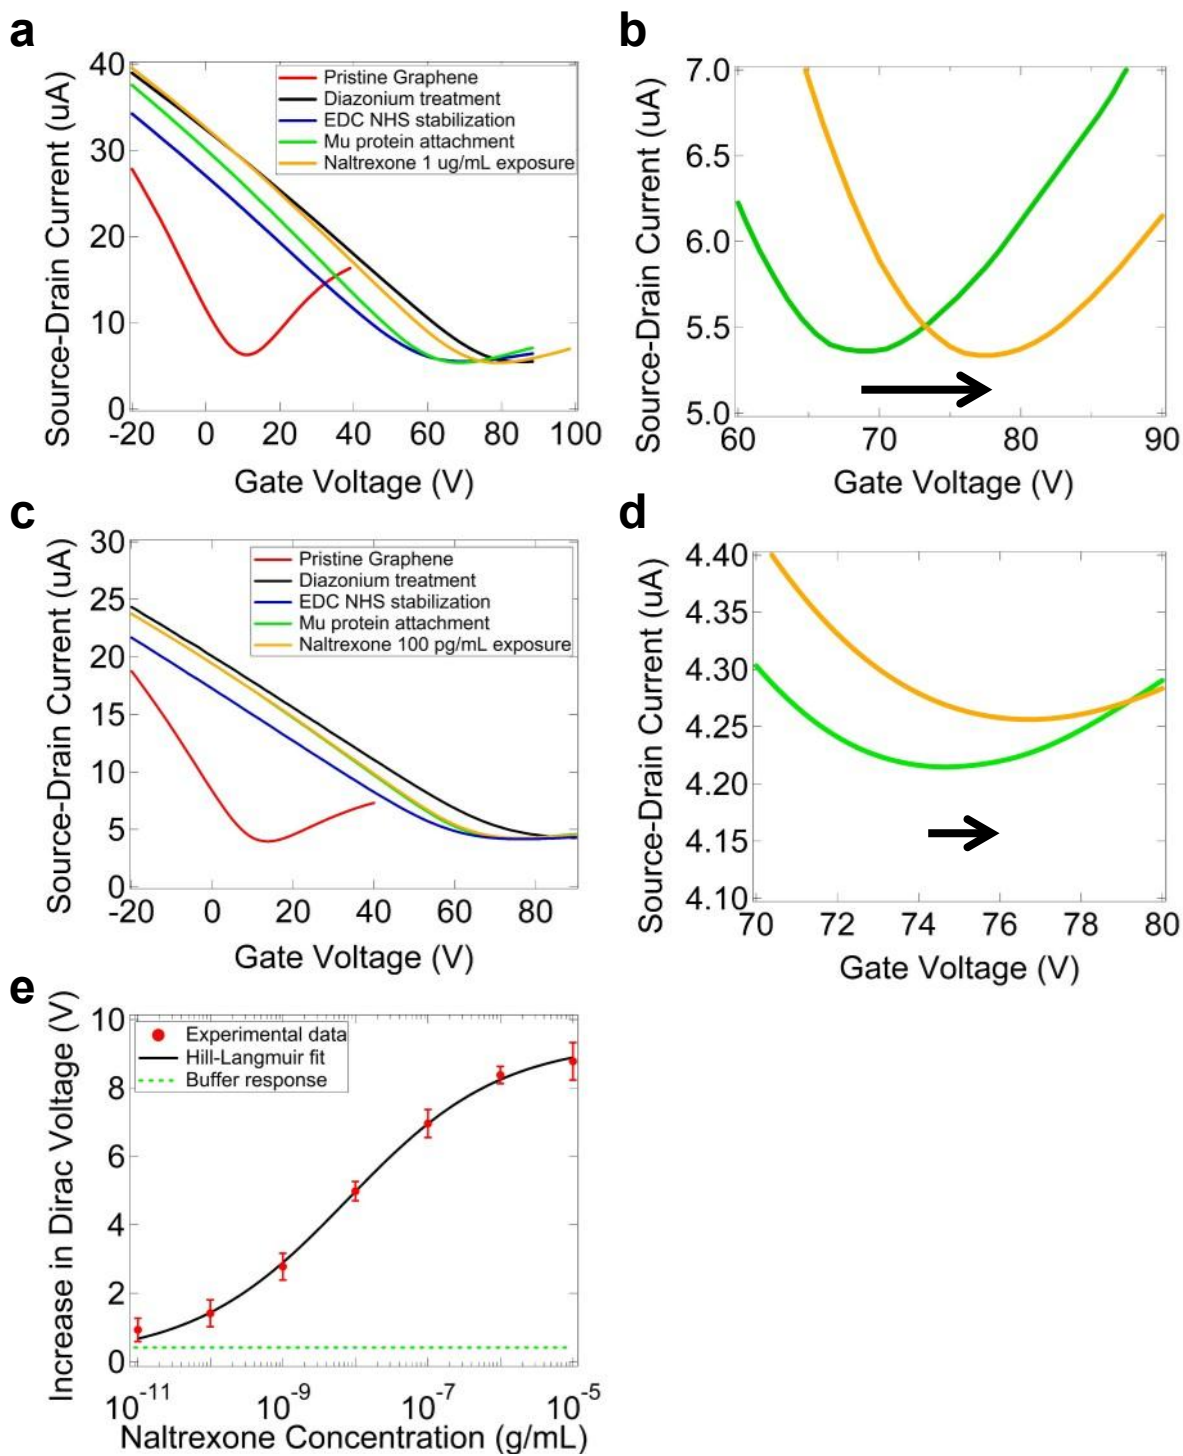 a
Source-Drain Current (uA)
40
30
20
10
0
Pristine Graphene
Diazonium treatment
EDC NHS stabilization
Mu protein attachment
Naltrexone 1 ug/mL exposure
-20 0 20 40 60 80 100
Gate Voltage (V)
b
Source-Drain Current (uA)
7.0
6.5
6.0
5.5
5.0
60 70 80 90
Gate Voltage (V)
c
Source-Drain Current (uA)
30
25
20
15
10
5
0
Pristine Graphene
Diazonium treatment
EDC NHS stabilization
Mu protein attachment
Naltrexone 100 pg/mL exposure
-20 0 20 40 60 80
Gate Voltage (V)
d
Source-Drain Current (uA)
4.40
4.35
4.30
4.25
4.20
4.15
4.10
70 72 74 76 78 80
Gate Voltage (V)
e
Increase in Dirac Voltage (V)
10
8
6
4
2
0
Experimental data
Hill-Langmuir fit
Buffer response
10⁻¹¹ 10⁻⁹ 10⁻⁷ 10⁻⁵
Naltrexone Concentration (g/mL)